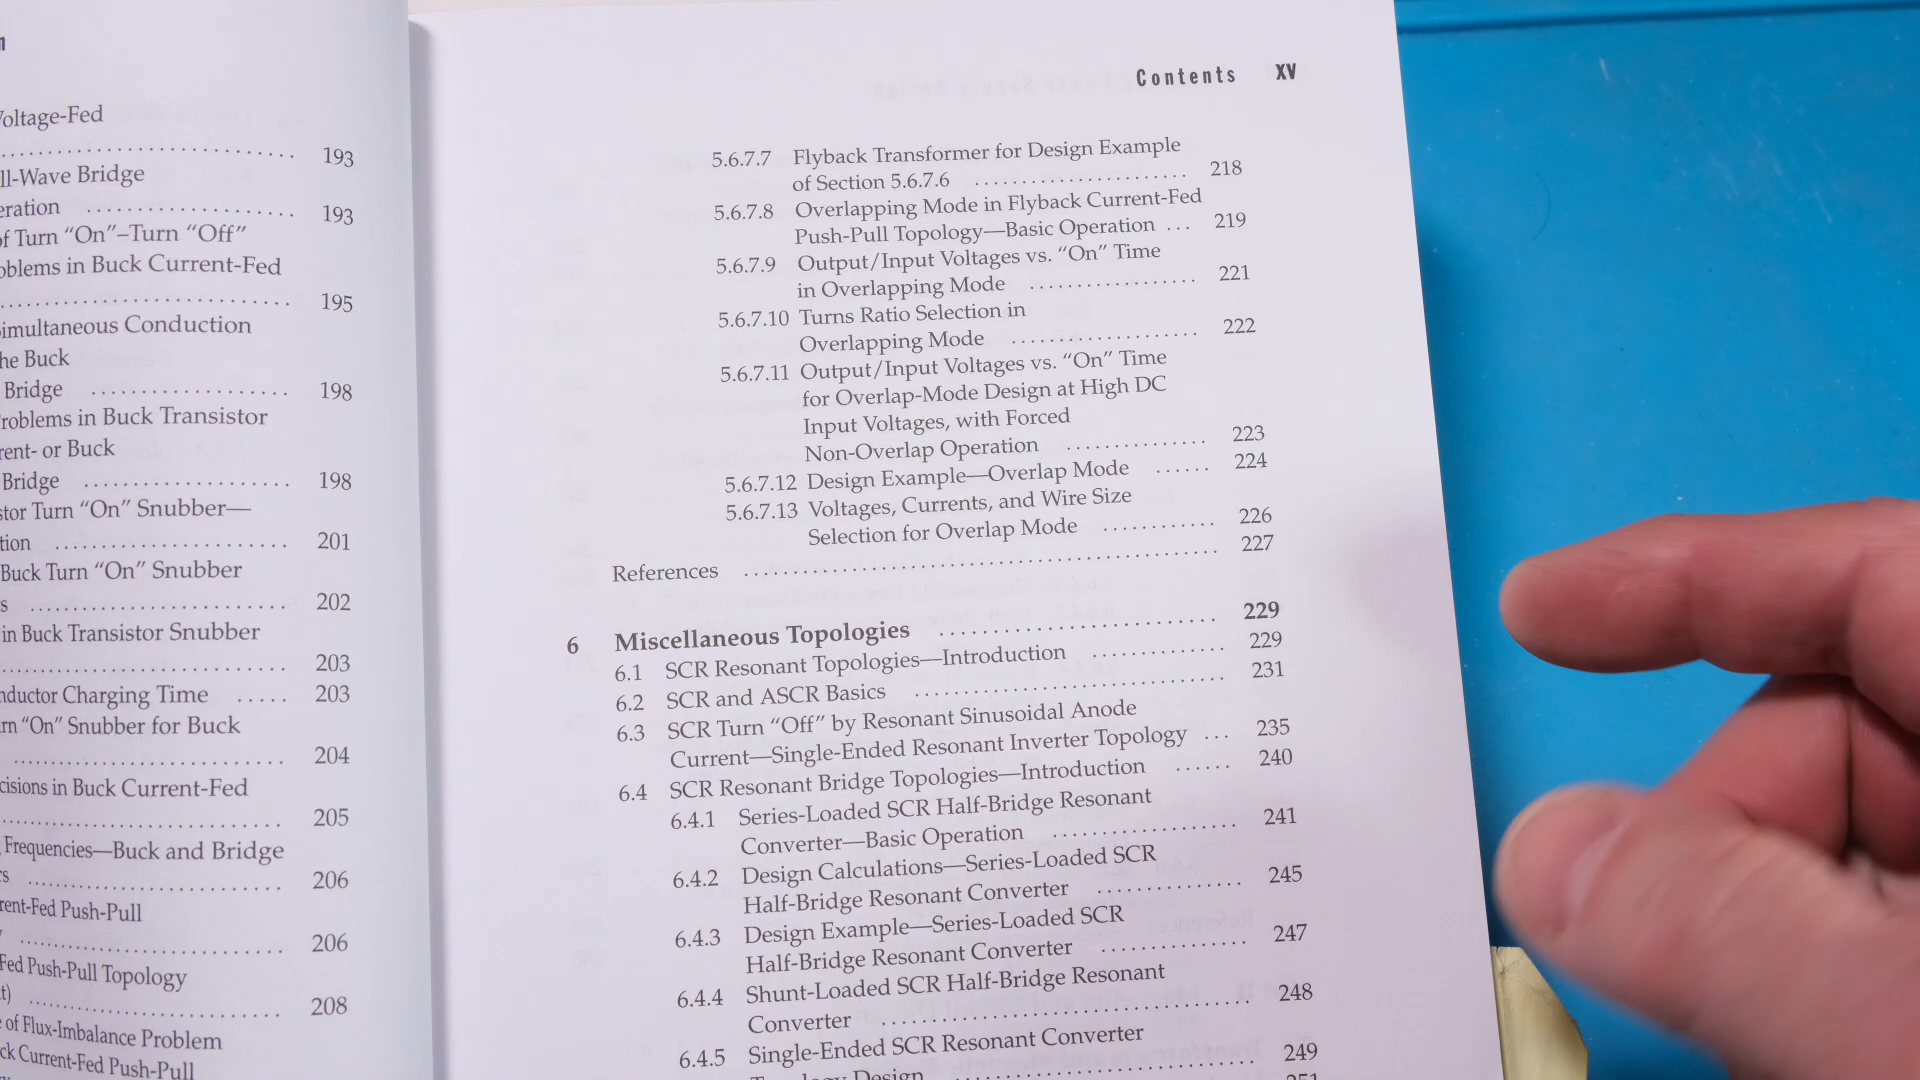 Voltage-Fed
193
ll-Wave Bridge
eration 193
of Turn “On”–Turn “Off”
oblems in Buck Current-Fed
195
Simultaneous Conduction
he Buck
Bridge 198
Problems in Buck Transistor
rent- or Buck
Bridge 198
stor Turn “On” Snubber—
tion 201
Buck Turn “On” Snubber
s 202
in Buck Transistor Snubber
203
nductor Charging Time ..... 203
rn “On” Snubber for Buck
204
cisions in Buck Current-Fed
205
Frequencies—Buck and Bridge
s 206
rent-Fed Push-Pull
206
Fed Push-Pull Topology
t) 208
e of Flux-Imbalance Problem
ck Current-Fed Push-Pull
Contents XV
5.6.7.7 Flyback Transformer for Design Example
of Section 5.6.7.6 218
5.6.7.8 Overlapping Mode in Flyback Current-Fed
Push-Pull Topology—Basic Operation ... 219
5.6.7.9 Output/Input Voltages vs. “On” Time
in Overlapping Mode 221
5.6.7.10 Turns Ratio Selection in
Overlapping Mode 222
5.6.7.11 Output/Input Voltages vs. “On” Time
for Overlap-Mode Design at High DC
Input Voltages, with Forced
Non-Overlap Operation 223
5.6.7.12 Design Example—Overlap Mode ...... 224
5.6.7.13 Voltages, Currents, and Wire Size
Selection for Overlap Mode 226
References 227
6 Miscellaneous Topologies 229
6.1 SCR Resonant Topologies—Introduction 229
6.2 SCR and ASCR Basics 231
6.3 SCR Turn “Off” by Resonant Sinusoidal Anode
Current—Single-Ended Resonant Inverter Topology ... 235
6.4 SCR Resonant Bridge Topologies—Introduction ...... 240
6.4.1 Series-Loaded SCR Half-Bridge Resonant
Converter—Basic Operation 241
6.4.2 Design Calculations—Series-Loaded SCR
Half-Bridge Resonant Converter 245
6.4.3 Design Example—Series-Loaded SCR
Half-Bridge Resonant Converter 247
6.4.4 Shunt-Loaded SCR Half-Bridge Resonant
Converter 248
6.4.5 Single-Ended SCR Resonant Converter
Topology Design 249
251